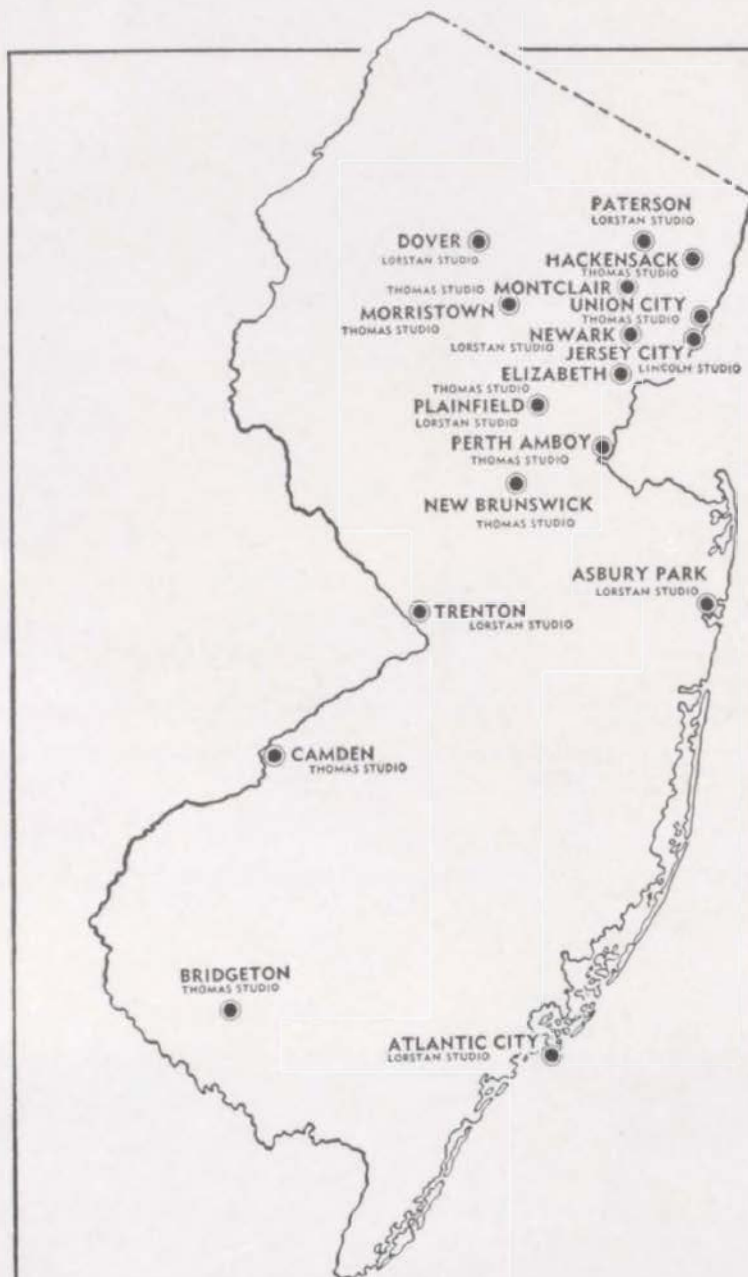 PATERSON
LORSTAN STUDIO
DOVER
LORSTAN STUDIO
HACKENSACK
THOMAS STUDIO
MONTCLAIR
THOMAS STUDIO
MORRISTOWN
THOMAS STUDIO
UNION CITY
THOMAS STUDIO
NEWARK
LORSTAN STUDIO
JERSEY CITY
LINCOLN STUDIO
ELIZABETH
THOMAS STUDIO
PLAINFIELD
LORSTAN STUDIO
PERTH AMBOY
THOMAS STUDIO
NEW BRUNSWICK
THOMAS STUDIO
ASBURY PARK
LORSTAN STUDIO
TRENTON
LORSTAN STUDIO
CAMDEN
THOMAS STUDIO
BRIDGETON
THOMAS STUDIO
ATLANTIC CITY
LORSTAN STUDIO